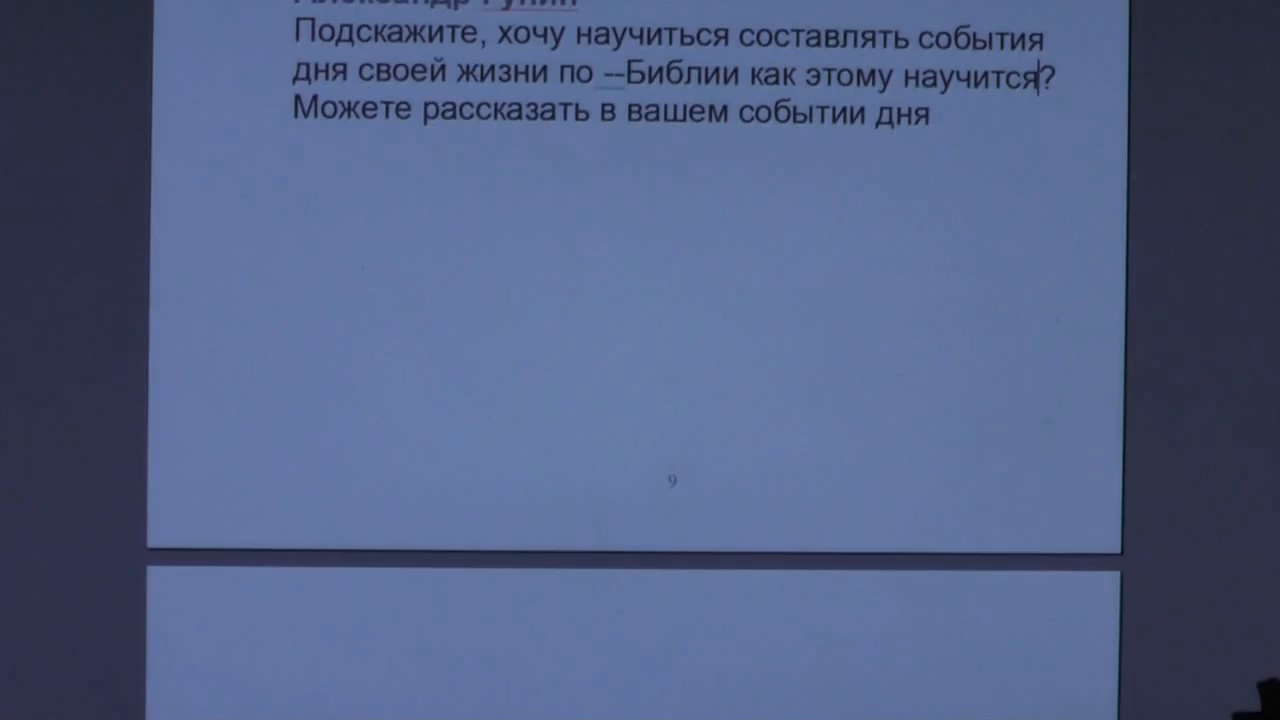 Александр
Подскажите, хочу научиться составлять события
дня своей жизни по --Библии как этому научится?
Можете рассказать в вашем событии дня
9